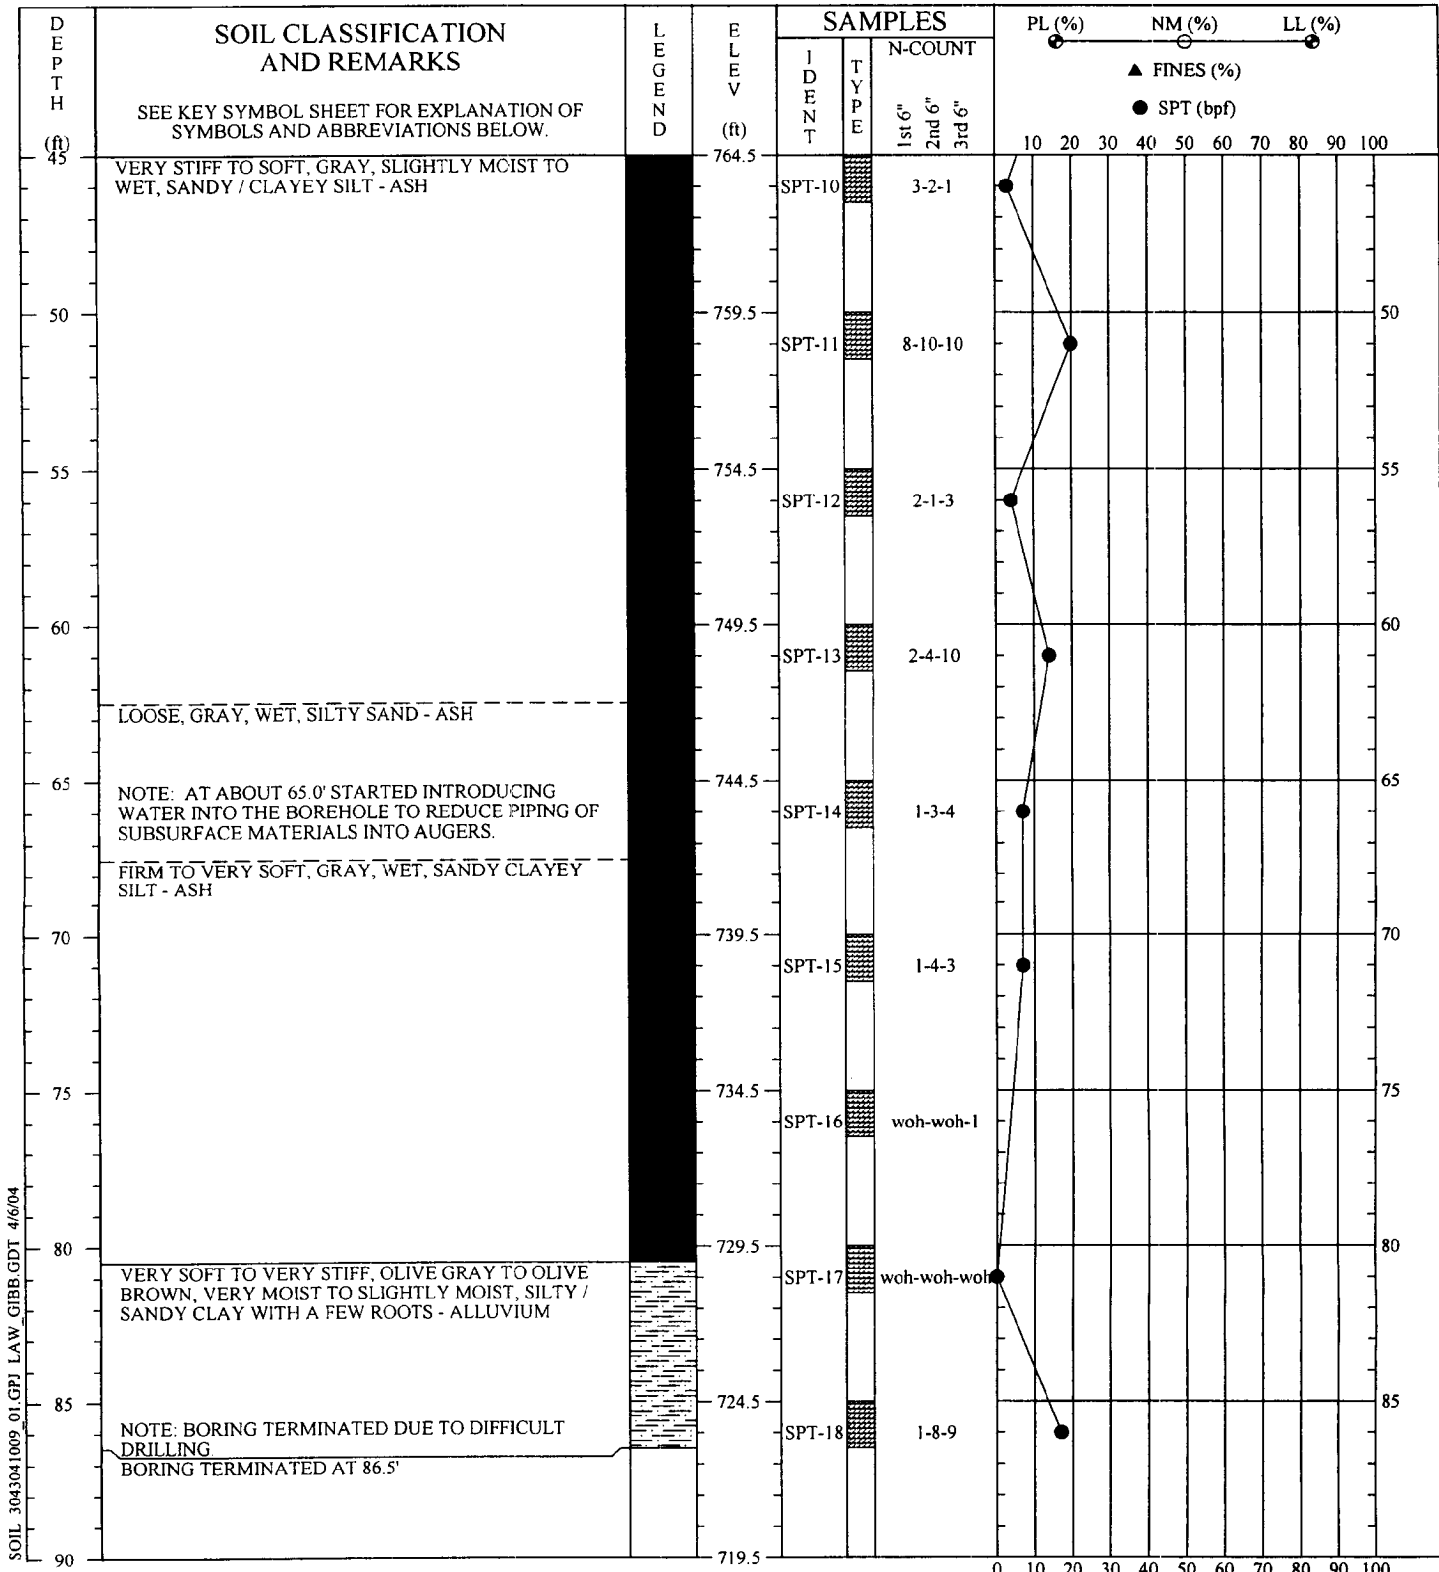 DEPTH
(ft)
SOIL CLASSIFICATION
AND REMARKS
SEE KEY SYMBOL SHEET FOR EXPLANATION OF
SYMBOLS AND ABBREVIATIONS BELOW.
LEGEND
ELEV
(ft)
SAMPLES
IDENT
TYPE
N-COUNT
1st 6"
2nd 6"
3rd 6"
PL (%) NM (%) LL (%)
FINES (%)
SPT (bpf)
10 20 30 40 50 60 70 80 90 100
45 764.5
VERY STIFF TO SOFT, GRAY, SLIGHTLY MOIST TO
WET, SANDY / CLAYEY SILT - ASH
SPT-10 3-2-1
50 759.5 50
SPT-11 8-10-10
55 754.5 55
SPT-12 2-1-3
60 749.5 60
SPT-13 2-4-10
LOOSE, GRAY, WET, SILTY SAND - ASH
65 744.5 65
NOTE: AT ABOUT 65.0' STARTED INTRODUCING
WATER INTO THE BOREHOLE TO REDUCE PIPING OF
SUBSURFACE MATERIALS INTO AUGERS.
SPT-14 1-3-4
FIRM TO VERY SOFT, GRAY, WET, SANDY CLAYEY
SILT - ASH
70 739.5 70
SPT-15 1-4-3
75 734.5 75
SPT-16 woh-woh-1
80 729.5 80
VERY SOFT TO VERY STIFF, OLIVE GRAY TO OLIVE
BROWN, VERY MOIST TO SLIGHTLY MOIST, SILTY /
SANDY CLAY WITH A FEW ROOTS - ALLUVIUM
SPT-17 woh-woh-woh
85 724.5 85
NOTE: BORING TERMINATED DUE TO DIFFICULT
DRILLING
SPT-18 1-8-9
BORING TERMINATED AT 86.5'
90 719.5
0 10 20 30 40 50 60 70 80 90 100
SOIL 3043041009_01.GPJ LAW_GIBB.GDT 4/6/04